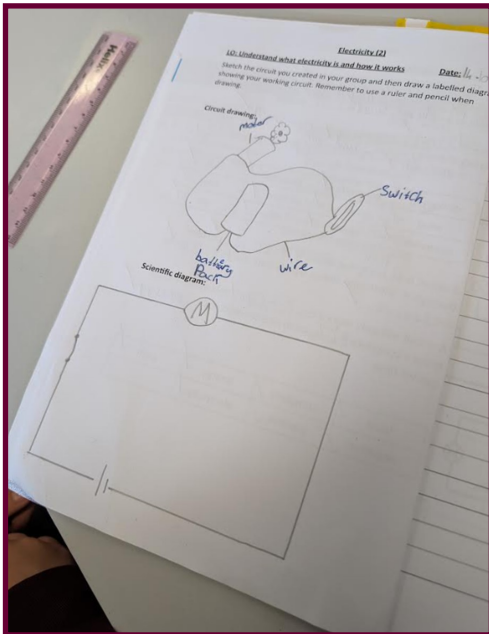 Helix
Electricity (2)
LO: Understand what electricity is and how it works
Date:
Sketch the circuit you created in your group and then draw a labelled
showing your working circuit. Remember to use a ruler and pencil when
drawing.
Circuit drawing:
motor
Switch
battery
Pack
wire
Scientific diagram:
M